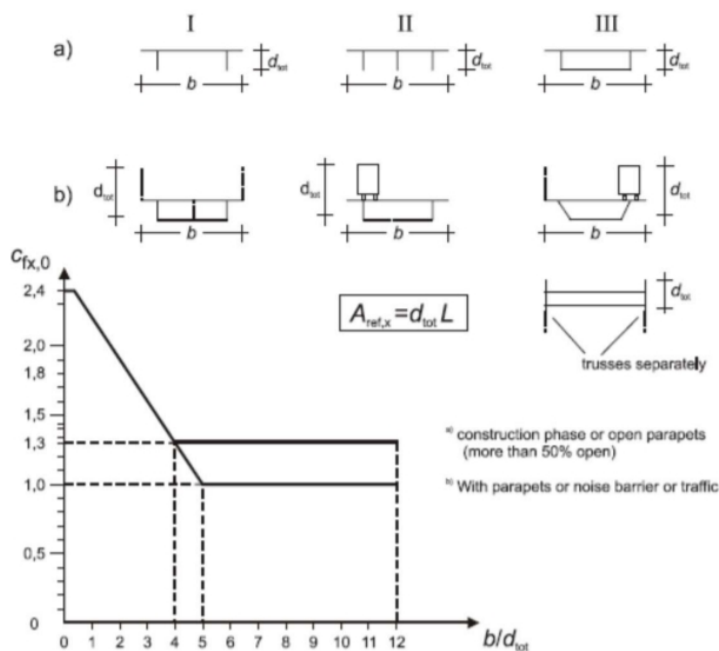 I II III
a) d_tot d_tot d_tot
b b b
b) d_tot d_tot d_tot
b b b
c_fx,0
2,4
A_ref,x = d_tot L
d_tot
2,0
1,8
trusses separately
1,5
1,3
a) construction phase or open parapets
(more than 50% open)
1,0
b) With parapets or noise barrier or traffic
0,5
0
0 1 2 3 4 5 6 7 8 9 10 11 12 b/d_tot